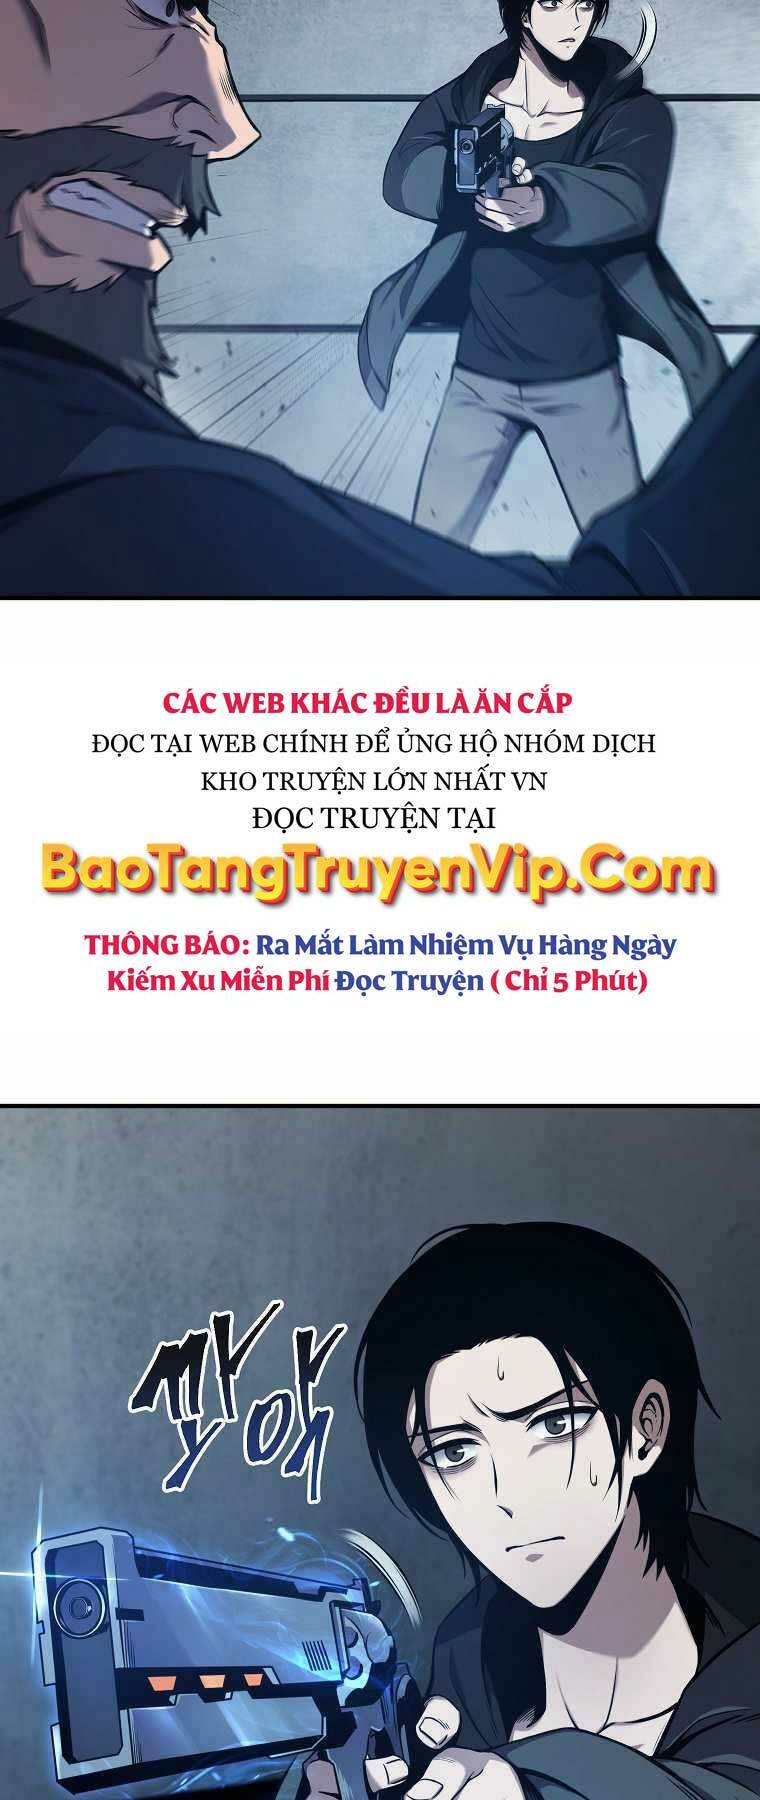 CÁC WEB KHÁC ĐỀU LÀ ĂN CẮP
ĐỌC TẠI WEB CHÍNH ĐỂ ỦNG HỘ NHÓM DỊCH
KHO TRUYỆN LỚN NHẤT VN
ĐỌC TRUYỆN TẠI
BaoTangTruyenVip.Com
THÔNG BÁO: Ra Mắt Làm Nhiệm Vụ Hàng Ngày
Kiếm Xu Miễn Phí Đọc Truyện ( Chỉ 5 Phút)